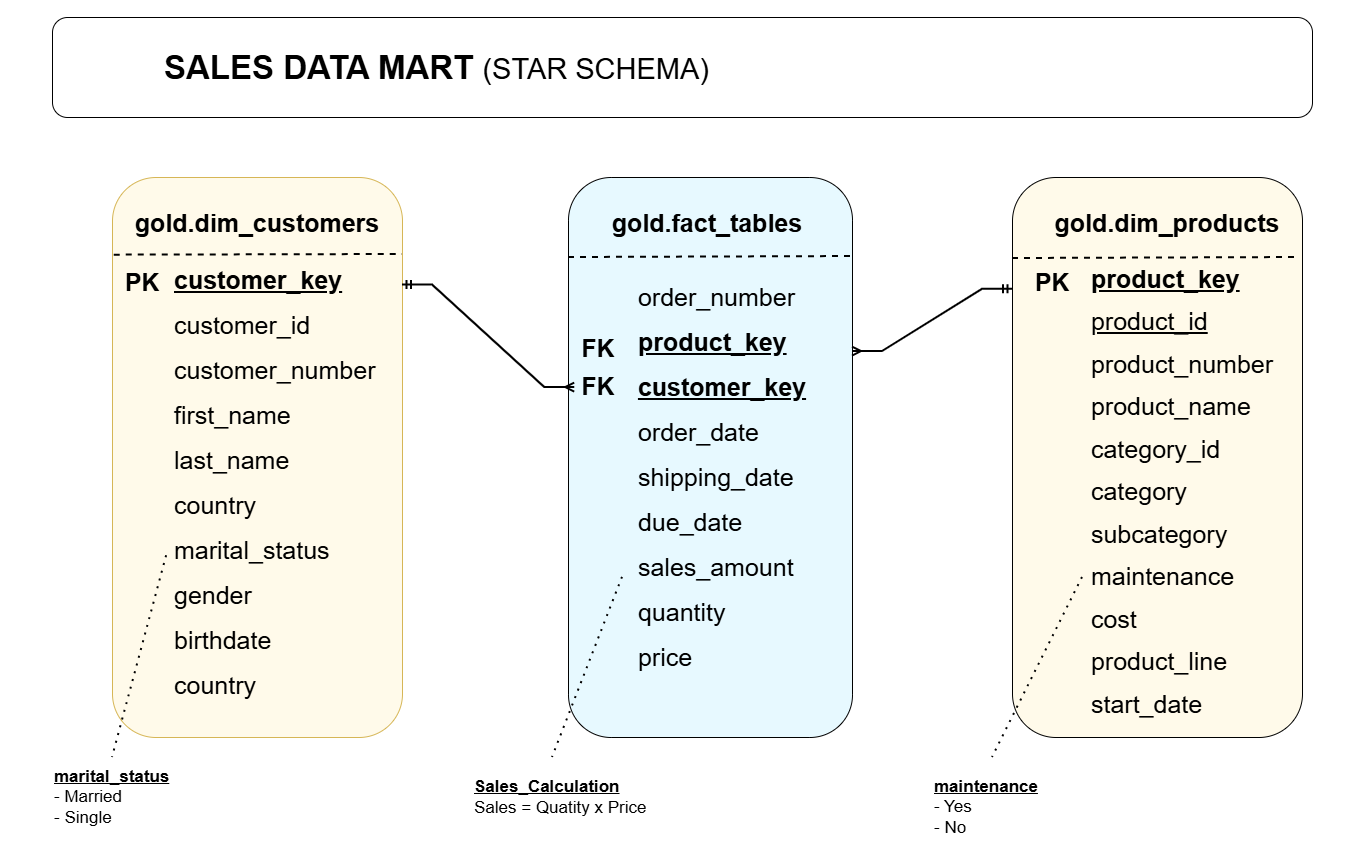 SALES DATA MART (STAR SCHEMA)
gold.dim_customers
PK customer_key
customer_id
customer_number
first_name
last_name
country
marital_status
gender
birthdate
country
gold.fact_tables
order_number
FK product_key
FK customer_key
order_date
shipping_date
due_date
sales_amount
quantity
price
gold.dim_products
PK product_key
product_id
product_number
product_name
category_id
category
subcategory
maintenance
cost
product_line
start_date
marital_status
- Married
- Single
Sales_Calculation
Sales = Quatity x Price
maintenance
- Yes
- No